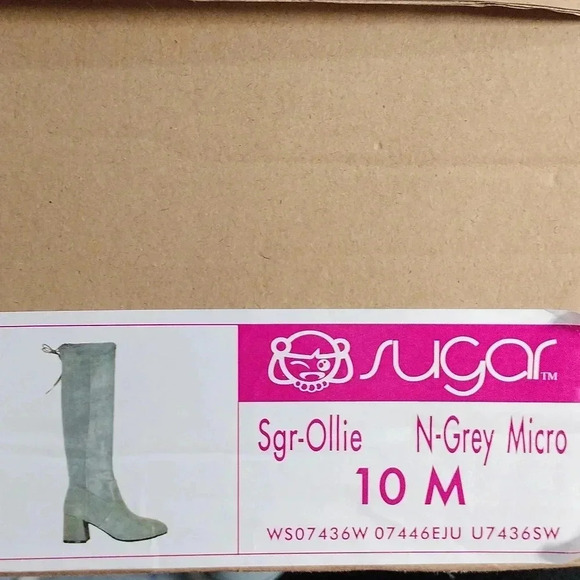 sugar™
Sgr-Ollie N-Grey Micro
10 M
WS07436W 07446EJU U7436SW